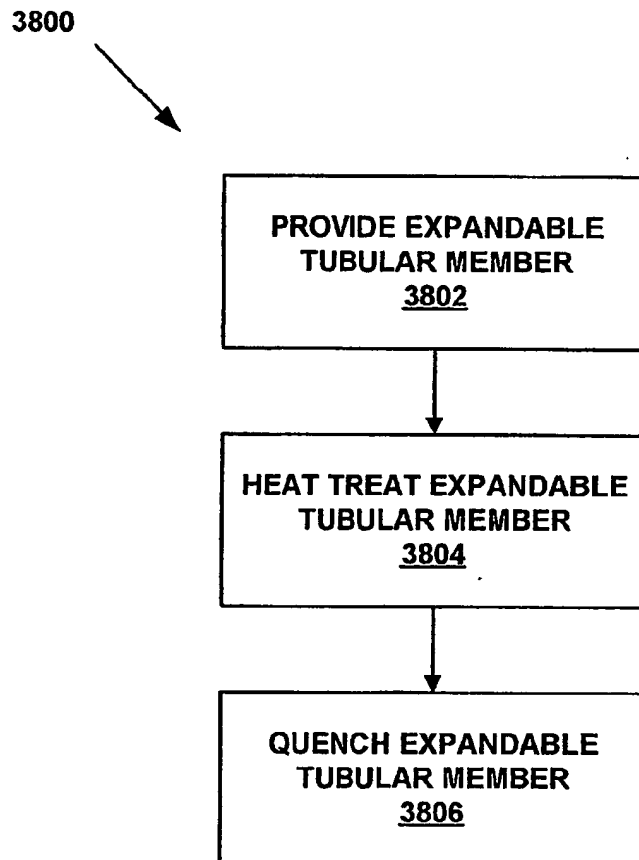 3800
PROVIDE EXPANDABLE
TUBULAR MEMBER
3802
HEAT TREAT EXPANDABLE
TUBULAR MEMBER
3804
QUENCH EXPANDABLE
TUBULAR MEMBER
3806